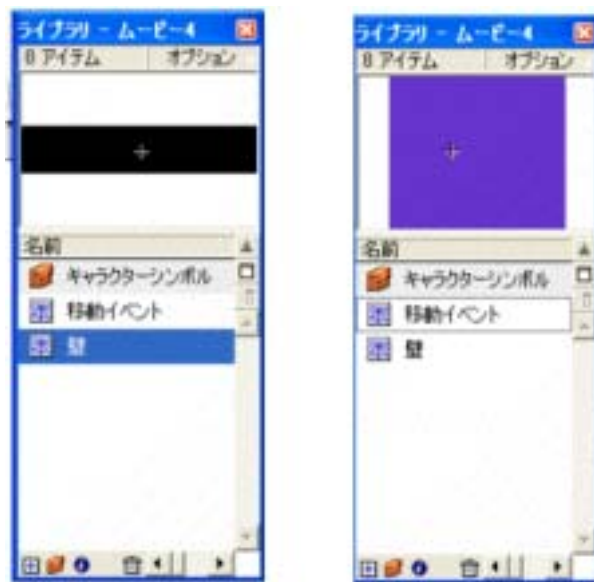 ライブラリ - ムービー4
8 アイテム オプション
名前
キャラクターシンボル
移動イベント
壁
ライブラリ - ムービー4
8 アイテム オプション
名前
キャラクターシンボル
移動イベント
壁